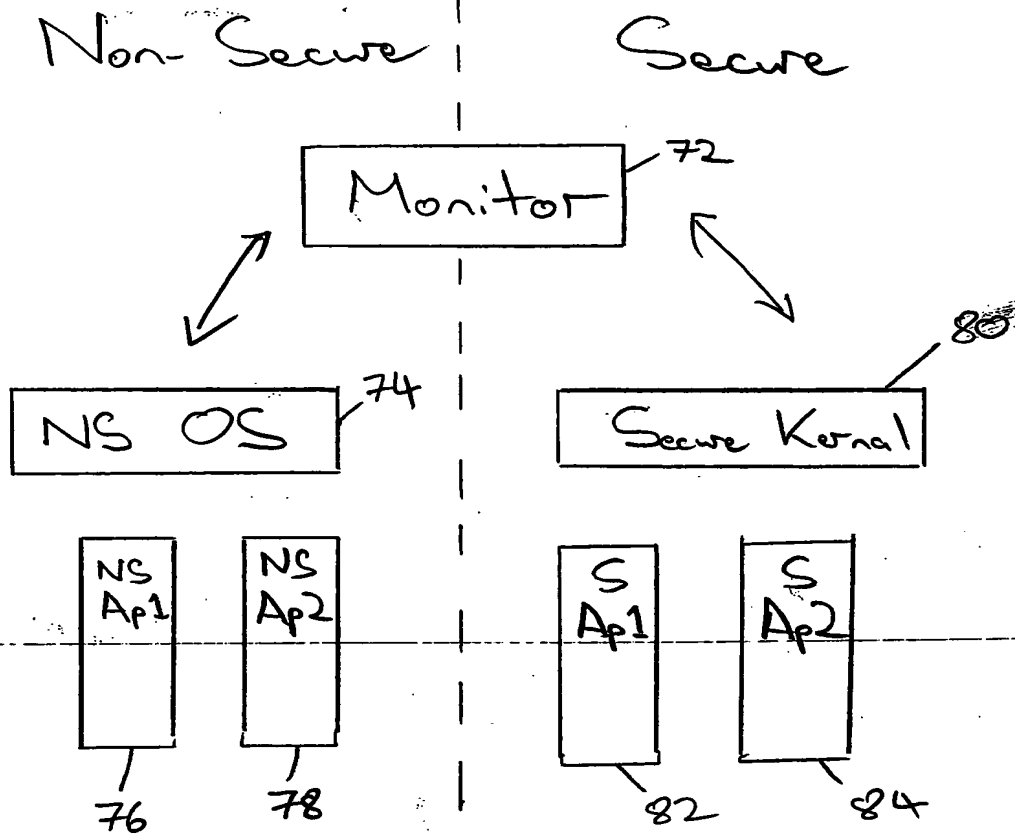 Non-Secure
Secure
72
Monitor
80
74
NS OS
Secure Kernal
NS
Ap1
NS
Ap2
S
Ap1
S
Ap2
76
78
82
84